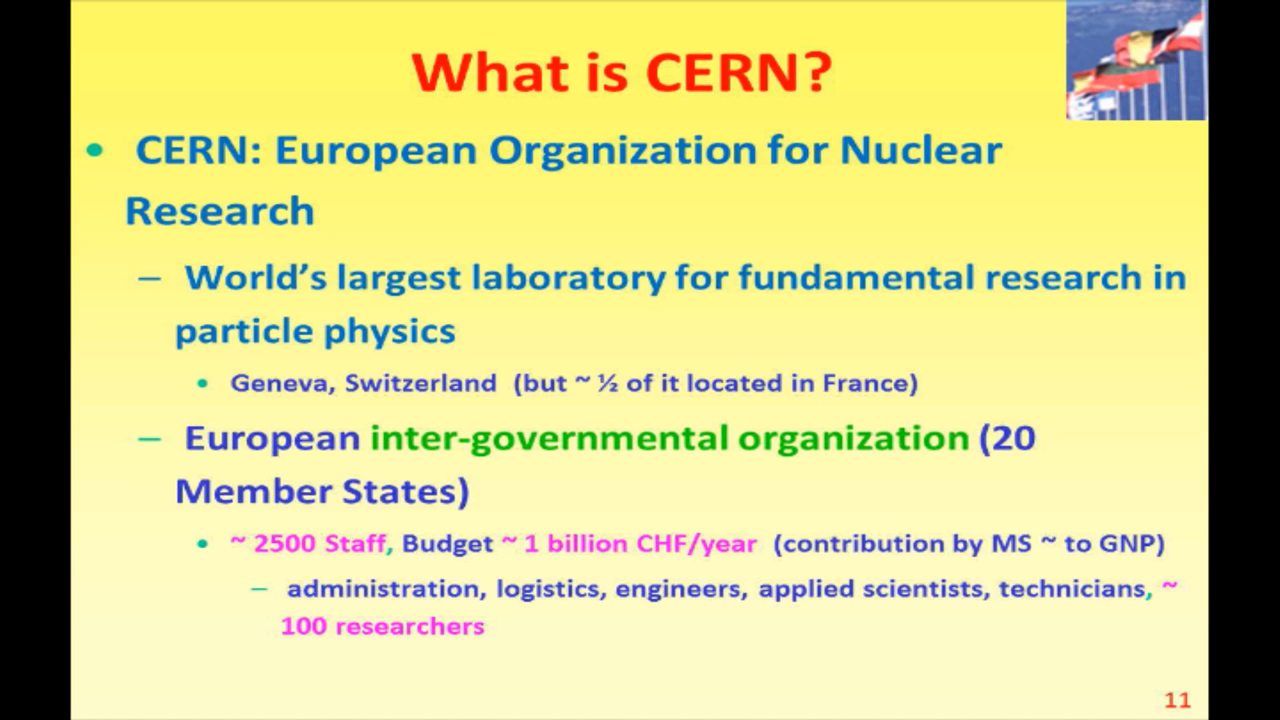 What is CERN?
• CERN: European Organization for Nuclear
Research
– World’s largest laboratory for fundamental research in
particle physics
• Geneva, Switzerland (but ~ ½ of it located in France)
– European inter-governmental organization (20
Member States)
• ~ 2500 Staff, Budget ~ 1 billion CHF/year (contribution by MS ~ to GNP)
– administration, logistics, engineers, applied scientists, technicians, ~
100 researchers
11